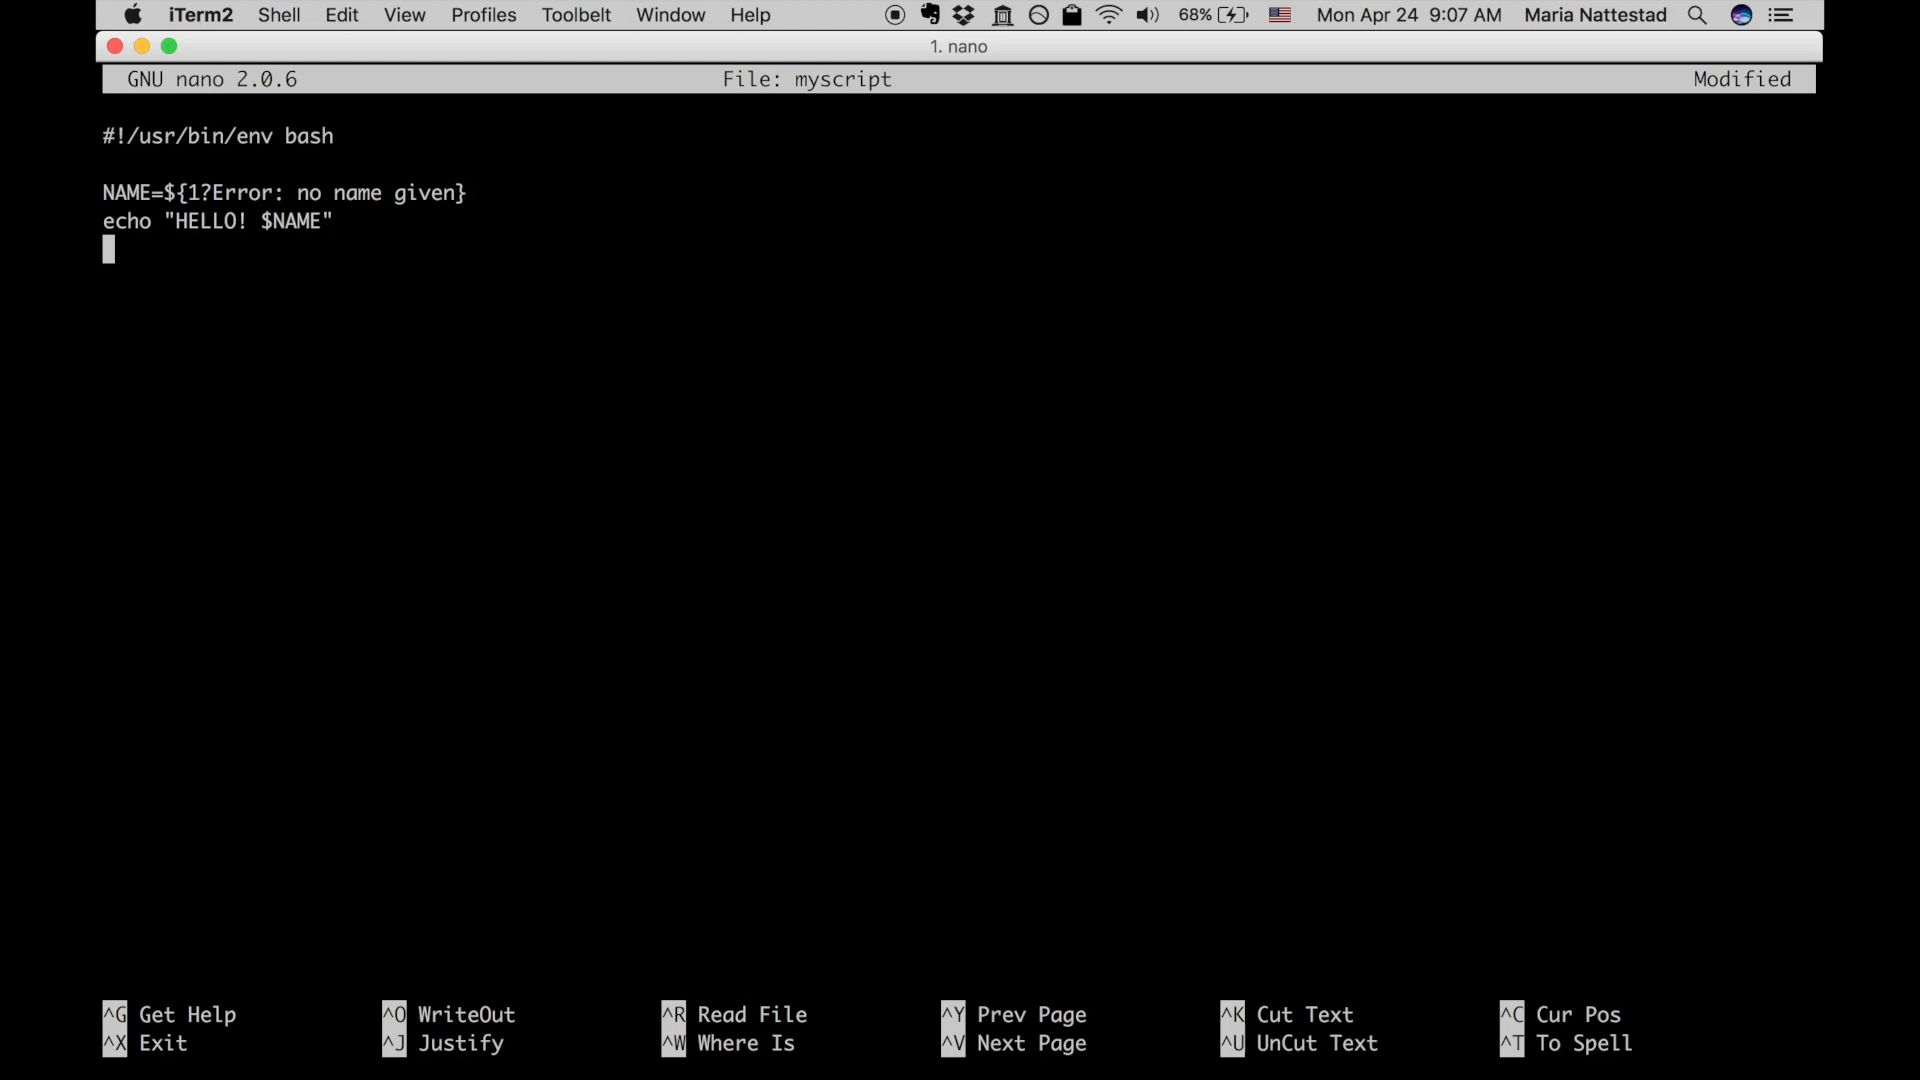 iTerm2 Shell Edit View Profiles Toolbelt Window Help 68% Mon Apr 24 9:07 AM Maria Nattestad
1. nano
GNU nano 2.0.6 File: myscript Modified
#!/usr/bin/env bash
NAME=${1?Error: no name given}
echo "HELLO! $NAME"
^G Get Help ^O WriteOut ^R Read File ^Y Prev Page ^K Cut Text ^C Cur Pos
^X Exit ^J Justify ^W Where Is ^V Next Page ^U UnCut Text ^T To Spell